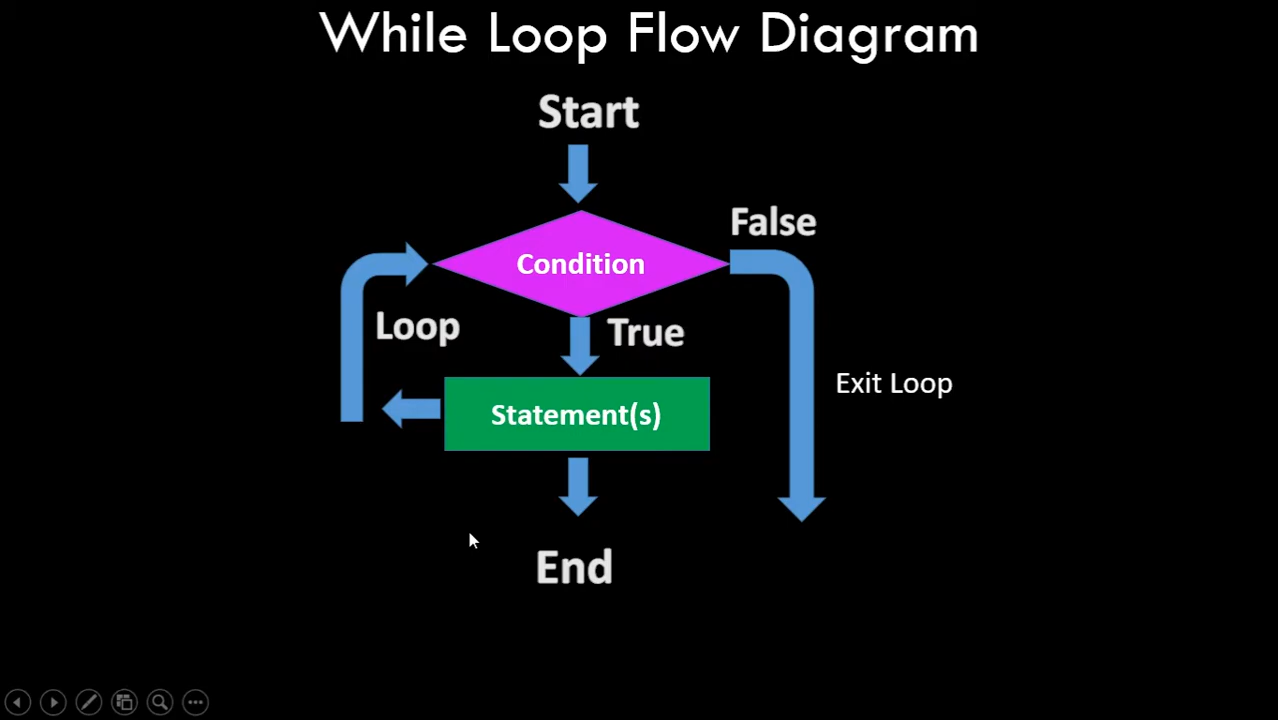 While Loop Flow Diagram
Start
False
Condition
Loop
True
Exit Loop
Statement(s)
End